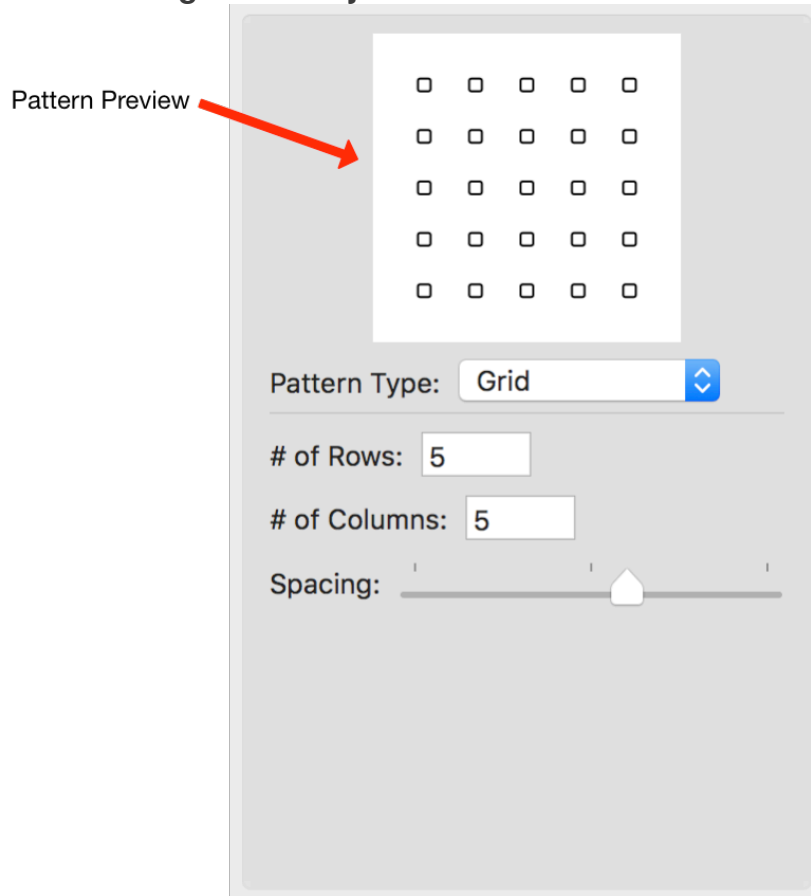 Pattern Preview
Pattern Type: Grid
# of Rows: 5
# of Columns: 5
Spacing: